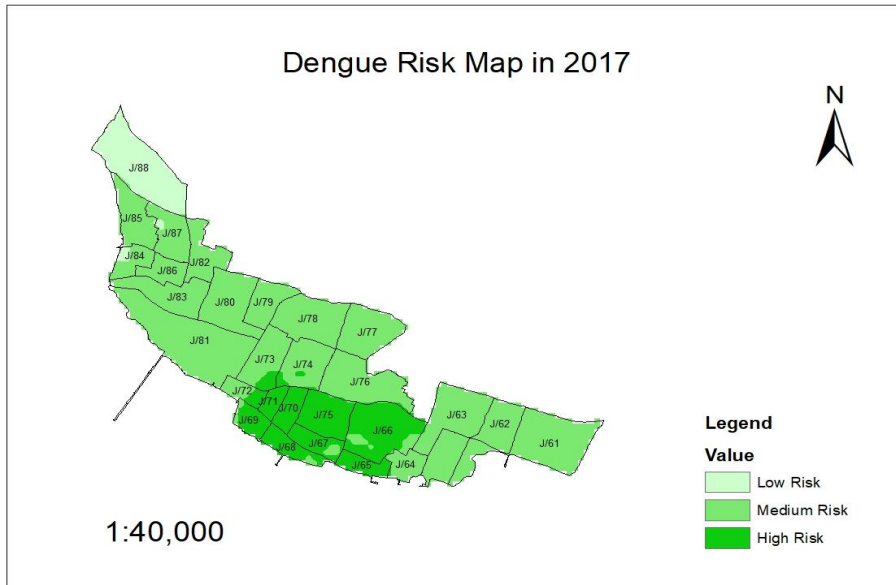 Dengue Risk Map in 2017
N
J/88
J/85
J/87
J/84
J/82
J/86
J/83
J/80
J/79
J/78
J/77
J/81
J/73
J/74
J/76
J/72
J/71
J/70
J/75
J/69
J/66
J/63
J/62
J/61
J/68
J/67
J/65
J/64
Legend
Value
Low Risk
Medium Risk
High Risk
1:40,000